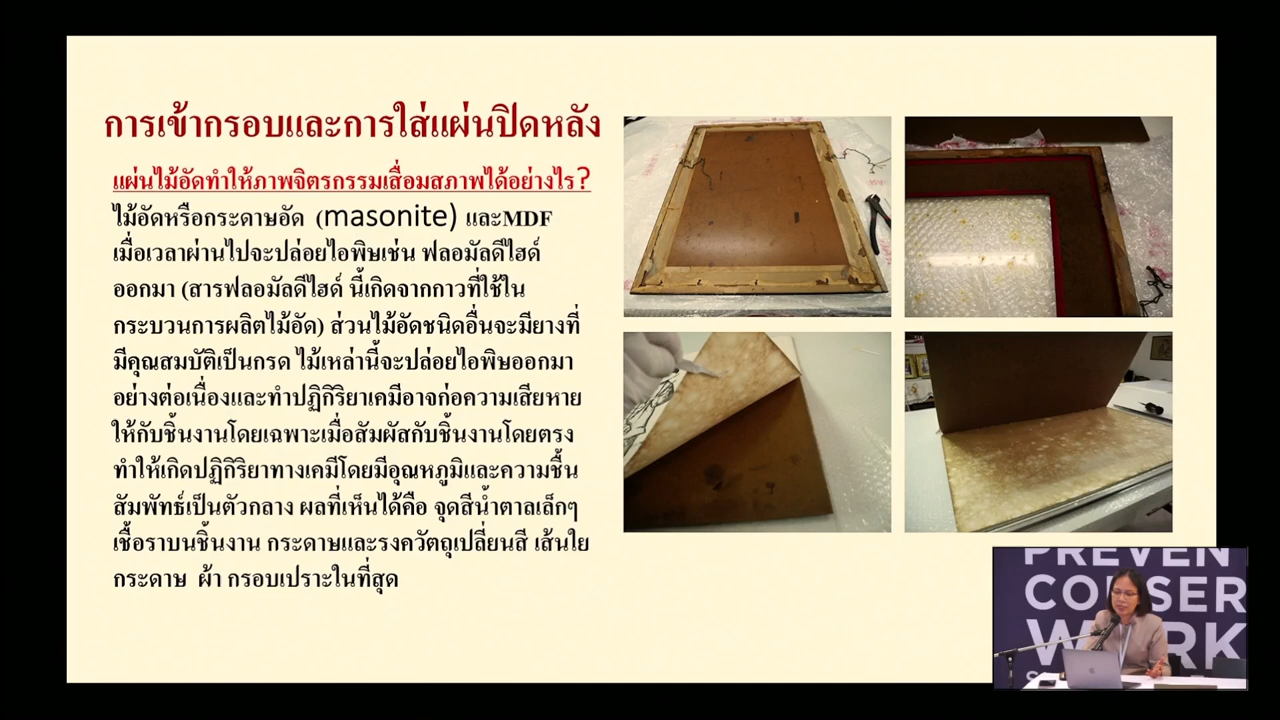 การเข้ากรอบและการใส่แผ่นปิดหลัง
แผ่นไม้อัดทำให้ภาพจิตรกรรมเสื่อมสภาพได้อย่างไร?
ไม้อัดหรือกระดาษอัด (masonite) และMDF
เมื่อเวลาผ่านไปจะปล่อยไอพิษเช่น ฟลอมัลดีไฮด์
ออกมา (สารฟลอมัลดีไฮด์ นี้เกิดจากกาวที่ใช้ใน
กระบวนการผลิตไม้อัด) ส่วนไม้อัดชนิดอื่นจะมียางที่
มีคุณสมบัติเป็นกรด ไม้เหล่านี้จะปล่อยไอพิษออกมา
อย่างต่อเนื่องและทำปฏิกิริยาเคมีอาจก่อความเสียหาย
ให้กับชิ้นงานโดยเฉพาะเมื่อสัมผัสกับชิ้นงานโดยตรง
ทำให้เกิดปฏิกิริยาทางเคมีโดยมีอุณหภูมิและความชื้น
สัมพัทธ์เป็นตัวกลาง ผลที่เห็นได้คือ จุดสีน้ำตาลเล็กๆ
เชื้อราบนชิ้นงาน กระดาษและรงควัตถุเปลี่ยนสี เส้นใย
กระดาษ ผ้า กรอบเปราะในที่สุด
PREVEN
CONSER
W RK